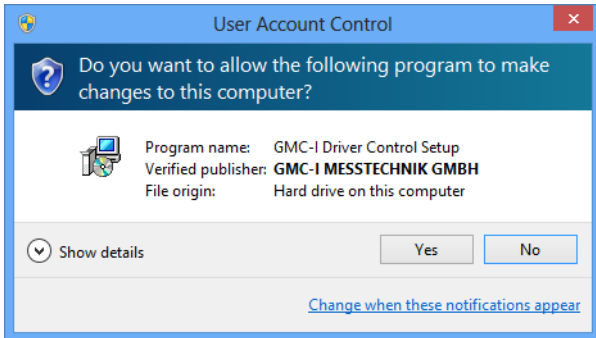 User Account Control
Do you want to allow the following program to make
changes to this computer?
Program name: GMC-I Driver Control Setup
Verified publisher: GMC-I MESSTECHNIK GMBH
File origin: Hard drive on this computer
Show details
Yes No
Change when these notifications appear